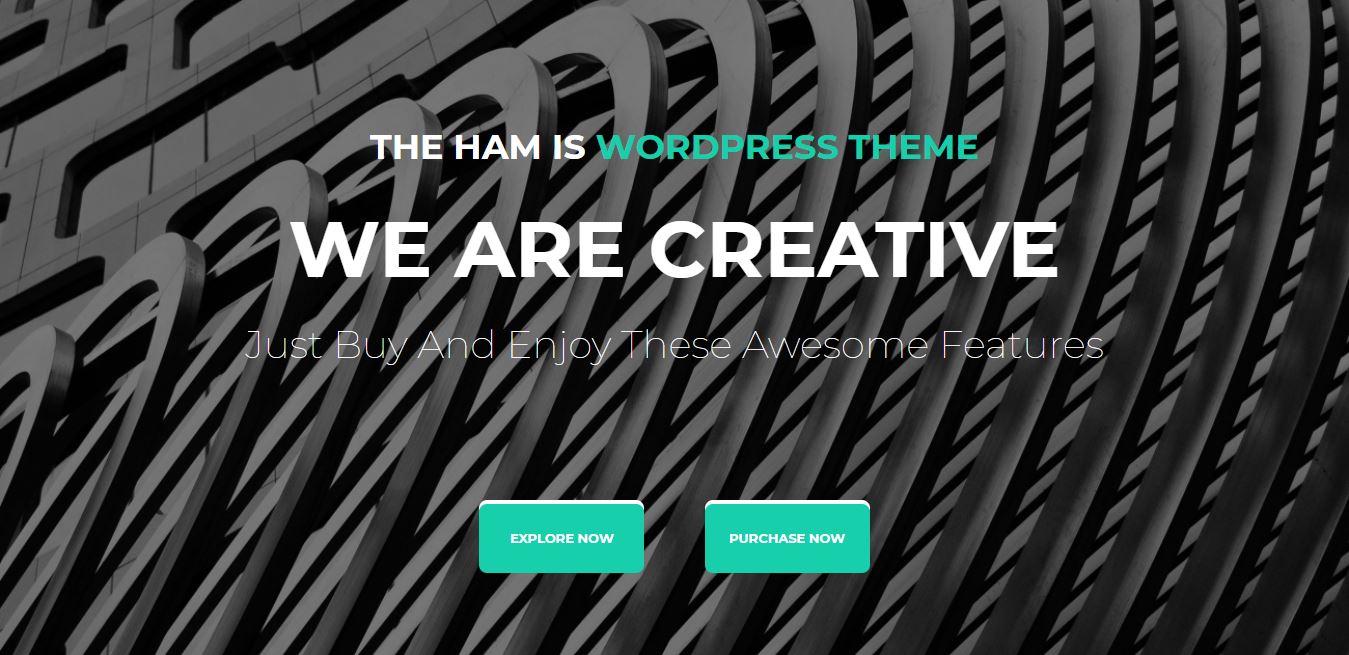 THE HAM IS WORDPRESS THEME
WE ARE CREATIVE
Just Buy And Enjoy These Awesome Features
EXPLORE NOW
PURCHASE NOW